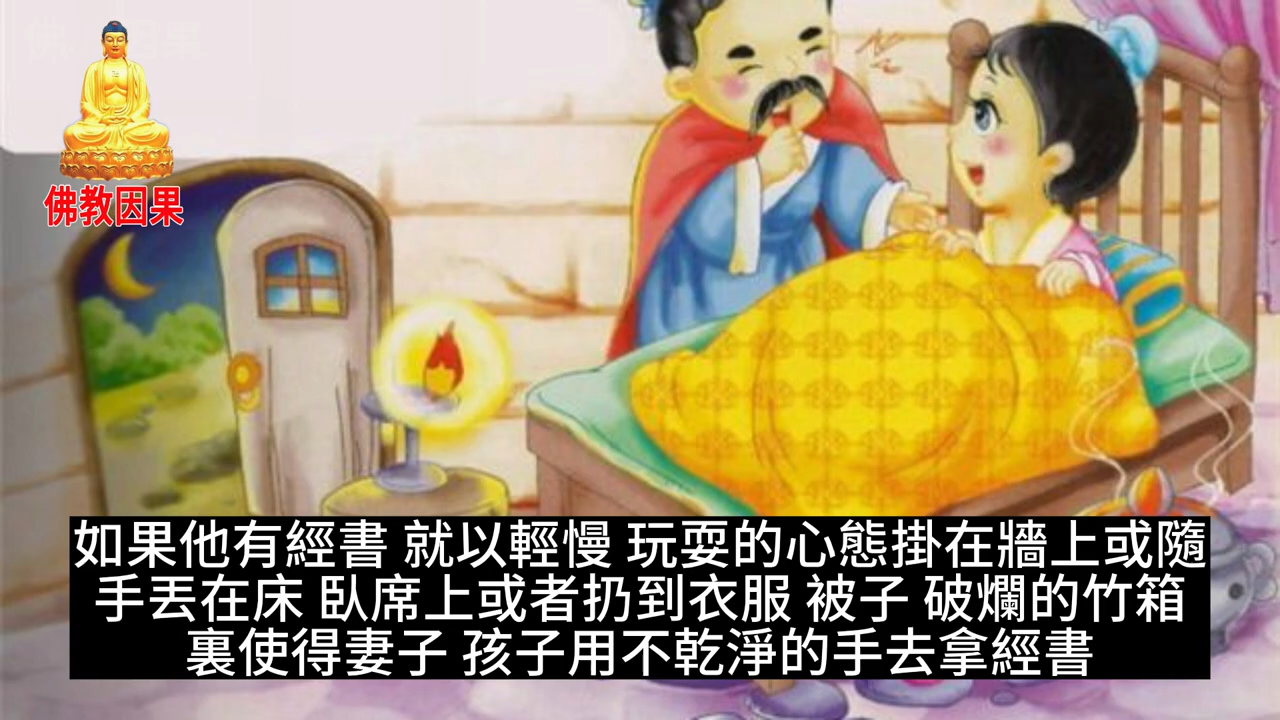 佛教因果
如果他有經書 就以輕慢 玩耍的心態掛在牆上或隨
手丟在床 臥席上或者扔到衣服 被子 破爛的竹箱
裏使得妻子 孩子用不乾淨的手去拿經書